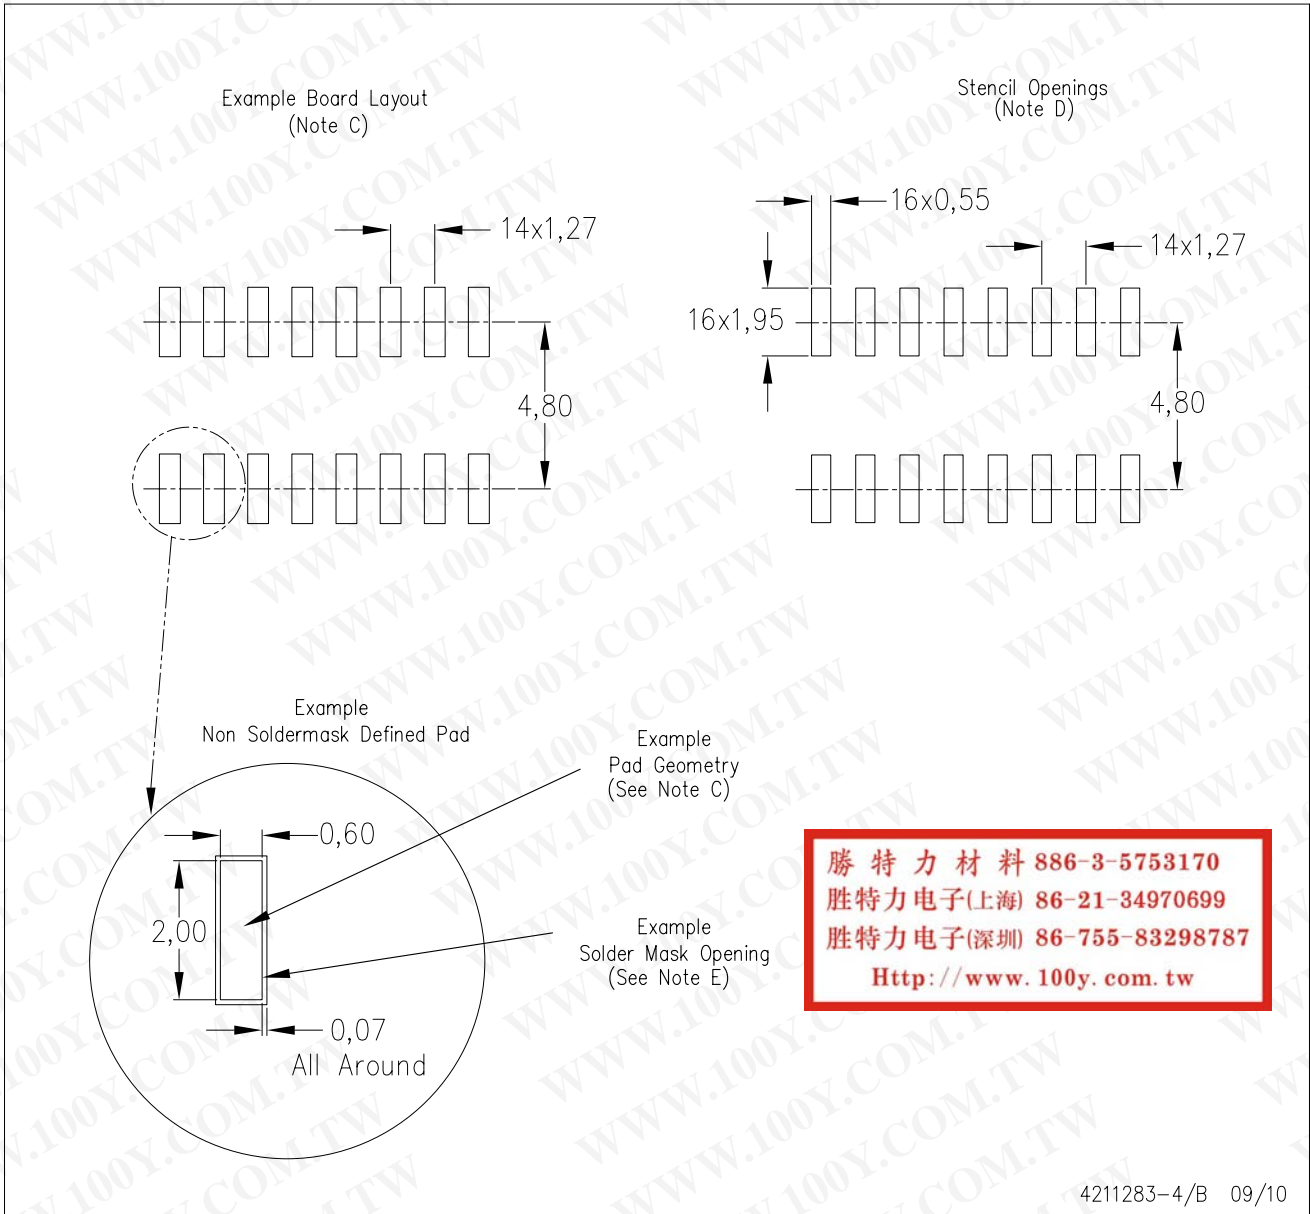 Example Board Layout
(Note C)
Stencil Openings
(Note D)
14x1,27
4,80
16x0,55
14x1,27
16x1,95
4,80
Example
Non Soldermask Defined Pad
0,60
2,00
0,07
All Around
Example
Pad Geometry
(See Note C)
Example
Solder Mask Opening
(See Note E)
勝 特 力 材 料 886-3-5753170
胜特力电子(上海) 86-21-34970699
胜特力电子(深圳) 86-755-83298787
Http://www.100y.com.tw
4211283-4/B 09/10
WWW.100Y.COM.TW